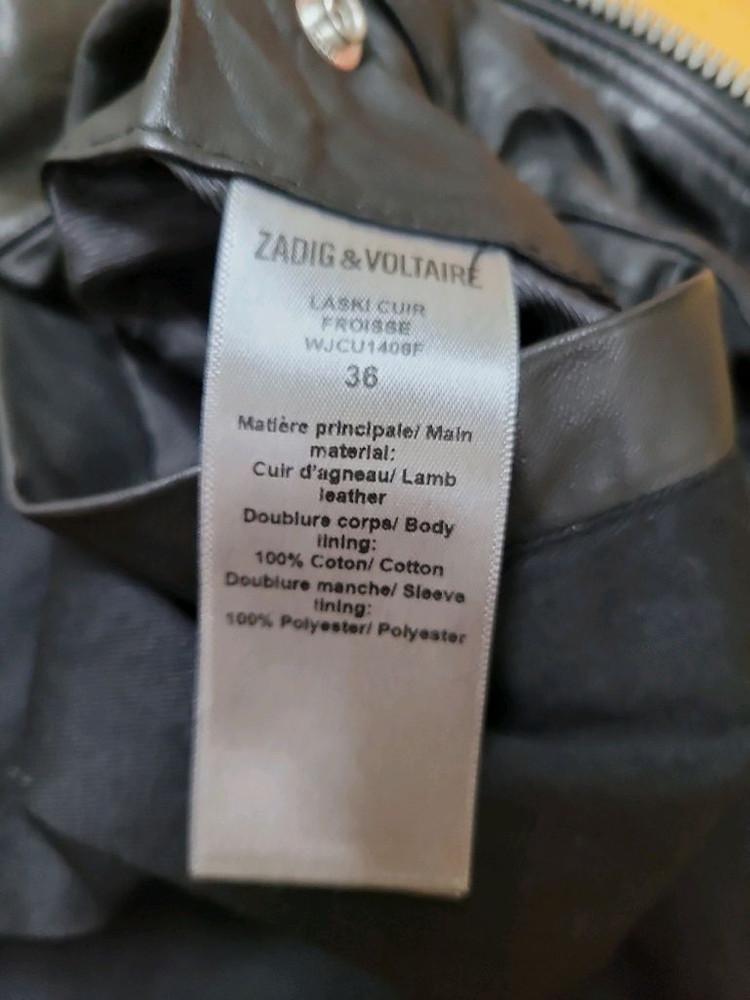 ZADIG & VOLTAIRE
LASKI CUIR
FROISSE
WJCU1406F
36
Matière principale/ Main
material:
Cuir d'agneau/ Lamb
leather
Doublure corps/ Body
lining:
100% Coton/ Cotton
Doublure manche/ Sleeve
lining:
100% Polyester/ Polyester